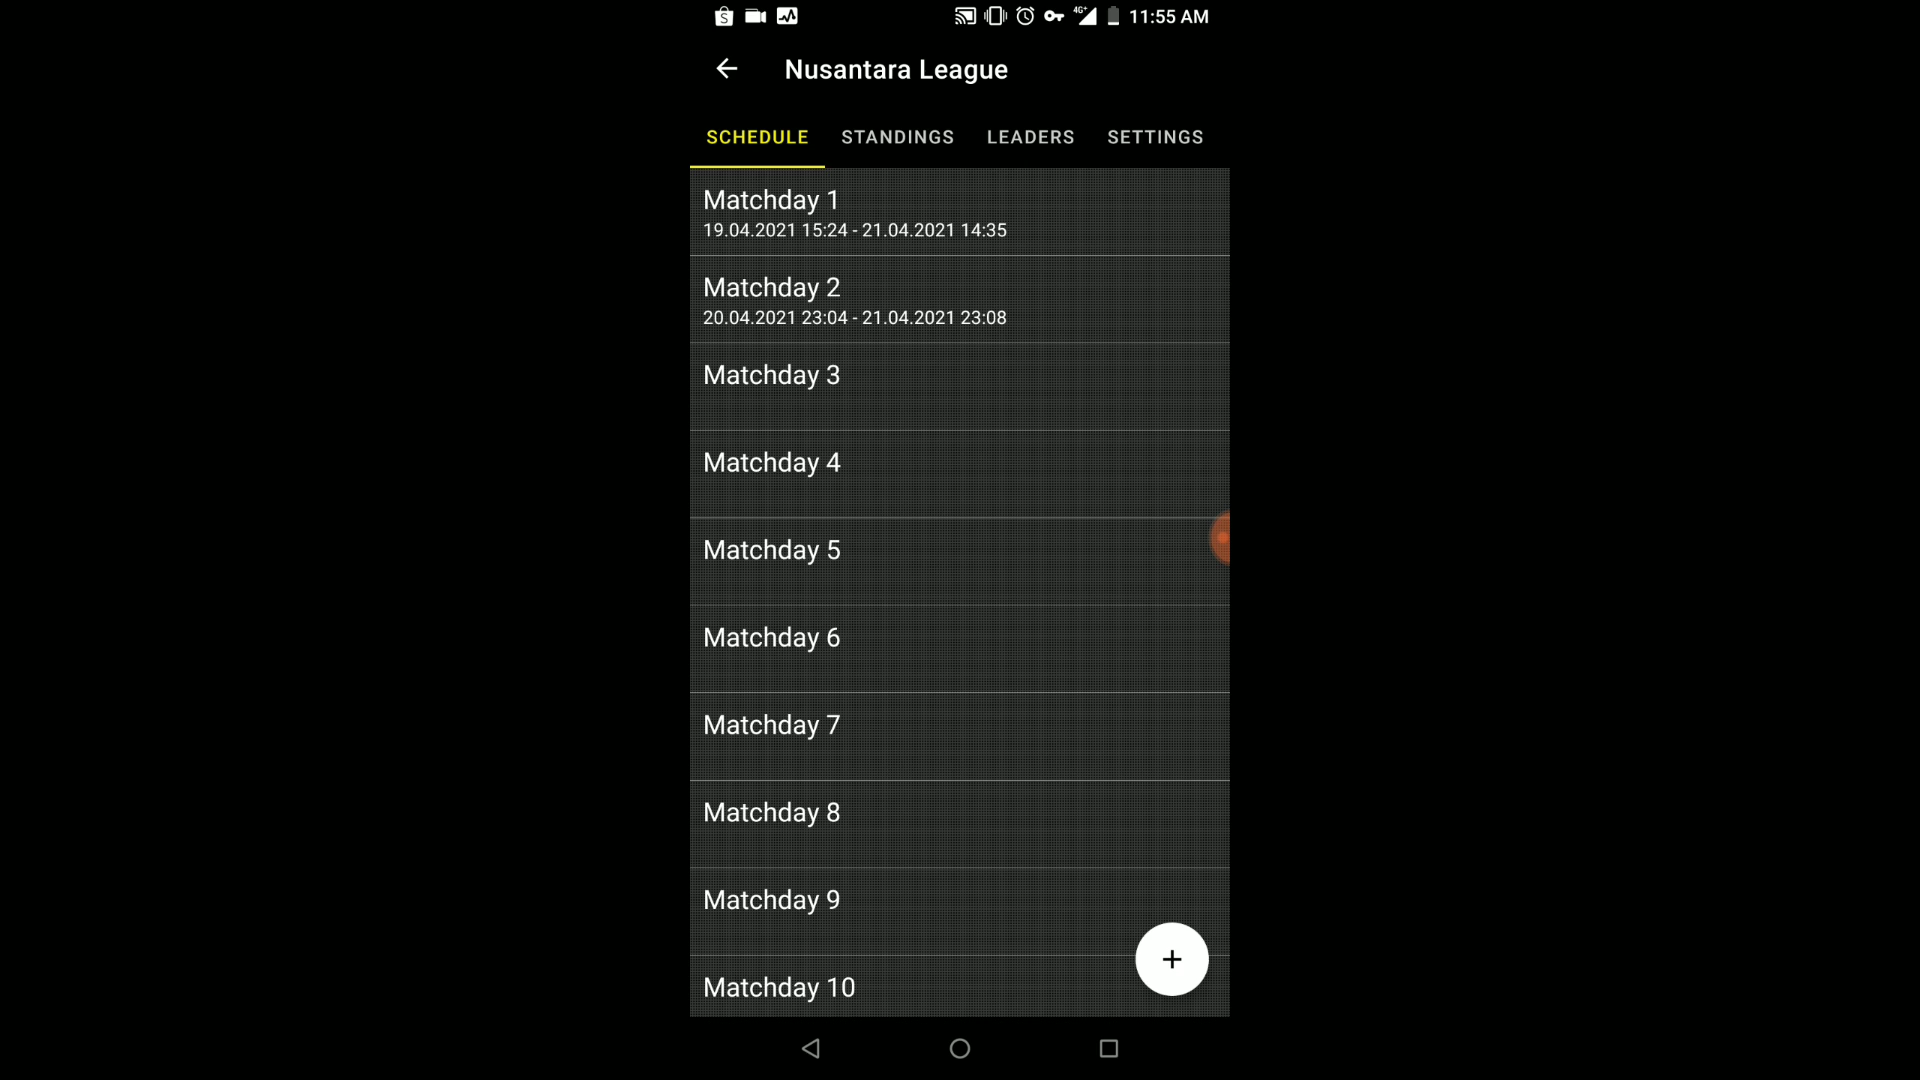 4G+ 11:55 AM
Nusantara League
SCHEDULE STANDINGS LEADERS SETTINGS
Matchday 1
19.04.2021 15:24 - 21.04.2021 14:35
Matchday 2
20.04.2021 23:04 - 21.04.2021 23:08
Matchday 3
Matchday 4
Matchday 5
Matchday 6
Matchday 7
Matchday 8
Matchday 9
Matchday 10